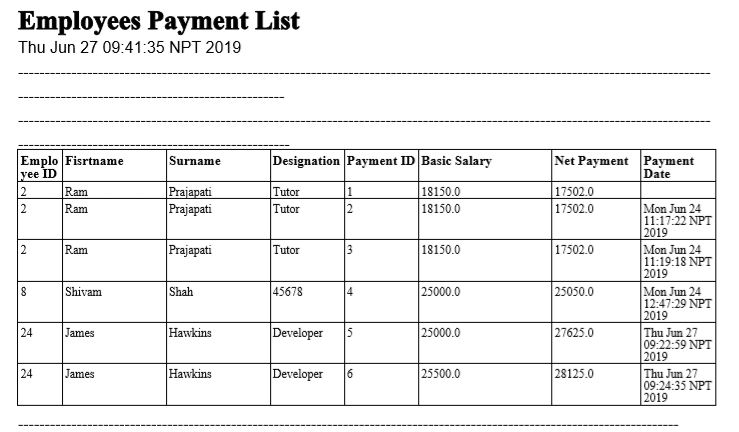 Employees Payment List
Thu Jun 27 09:41:35 NPT 2019
Emplo yee ID Fisrtname Surname Designation Payment ID Basic Salary Net Payment Payment Date
2 Ram Prajapati Tutor 1 18150.0 17502.0
2 Ram Prajapati Tutor 2 18150.0 17502.0 Mon Jun 24 11:17:22 NPT 2019
2 Ram Prajapati Tutor 3 18150.0 17502.0 Mon Jun 24 11:19:18 NPT 2019
8 Shivam Shah 45678 4 25000.0 25050.0 Mon Jun 24 12:47:29 NPT 2019
24 James Hawkins Developer 5 25000.0 27625.0 Thu Jun 27 09:22:59 NPT 2019
24 James Hawkins Developer 6 25500.0 28125.0 Thu Jun 27 09:24:35 NPT 2019